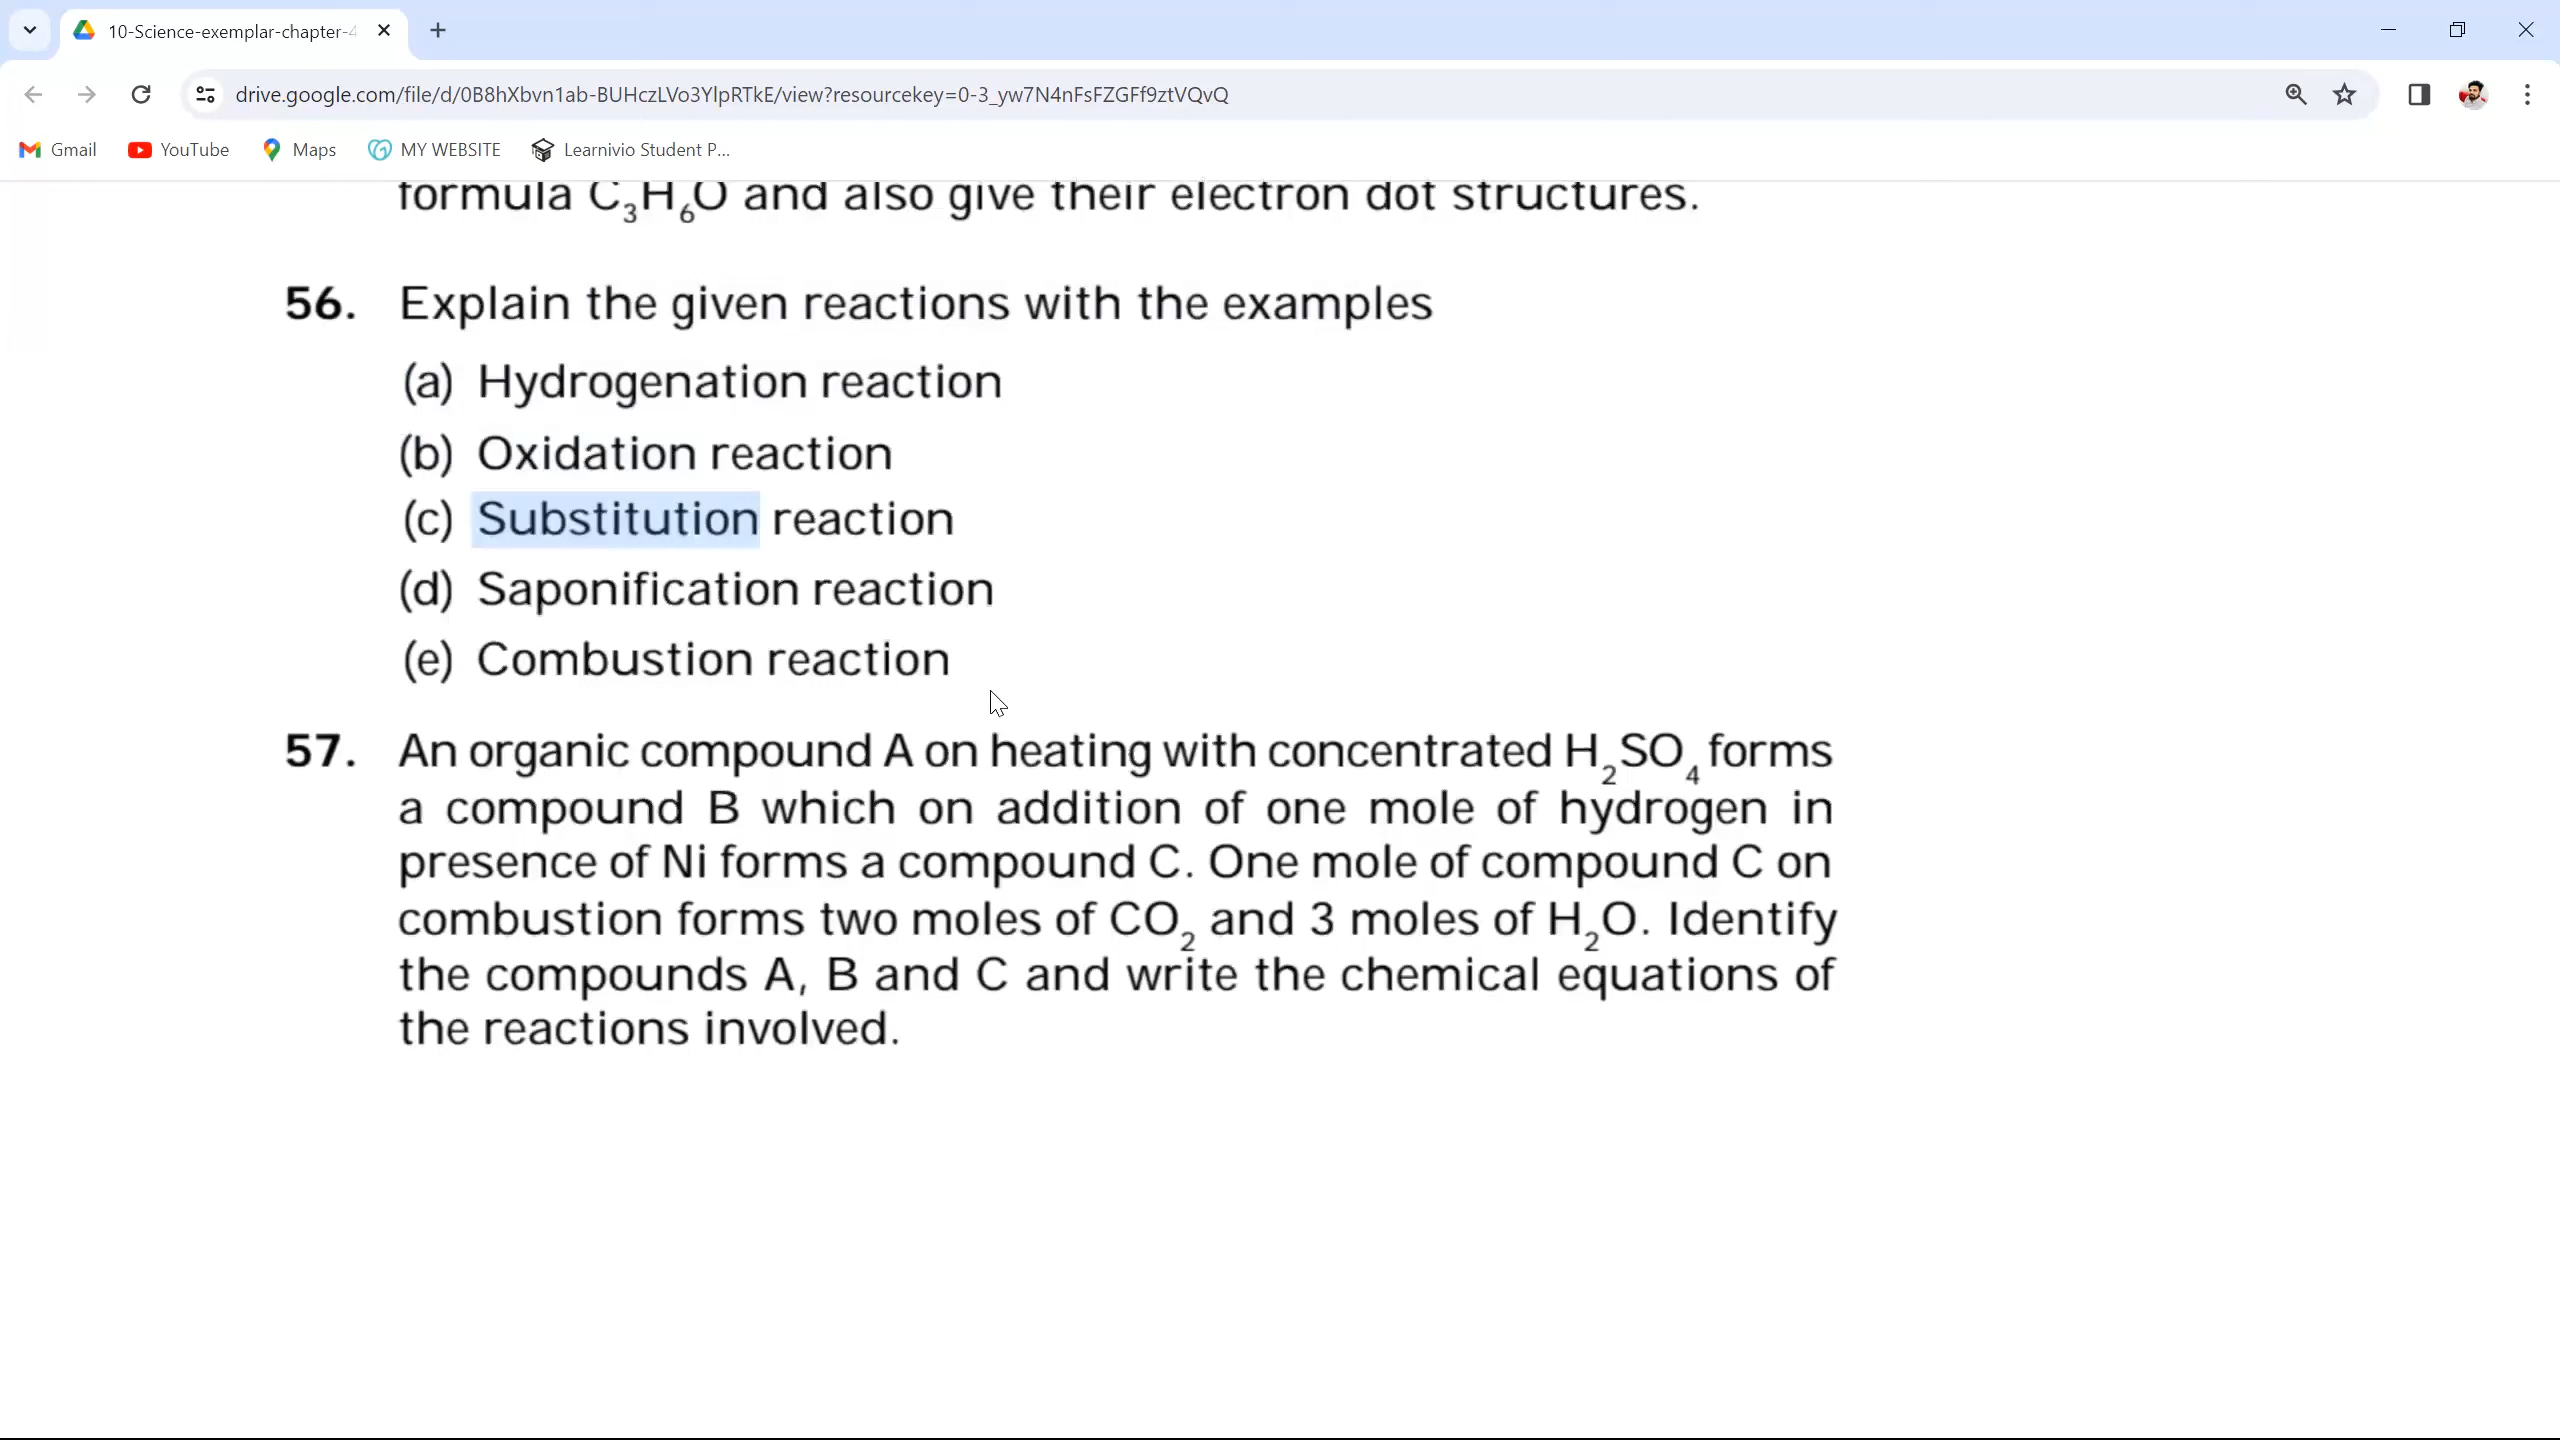 10-Science-exemplar-chapter-4
drive.google.com/file/d/0B8hXbvn1ab-BUHczLVo3YlpRTkE/view?resourcekey=0-3_yw7N4nFsFZGFf9ztVQvQ
Gmail YouTube Maps MY WEBSITE Learnivio Student P...
formula C₃H₆O and also give their electron dot structures.
56. Explain the given reactions with the examples
(a) Hydrogenation reaction
(b) Oxidation reaction
(c) Substitution reaction
(d) Saponification reaction
(e) Combustion reaction
57. An organic compound A on heating with concentrated H₂SO₄ forms
a compound B which on addition of one mole of hydrogen in
presence of Ni forms a compound C. One mole of compound C on
combustion forms two moles of CO₂ and 3 moles of H₂O. Identify
the compounds A, B and C and write the chemical equations of
the reactions involved.